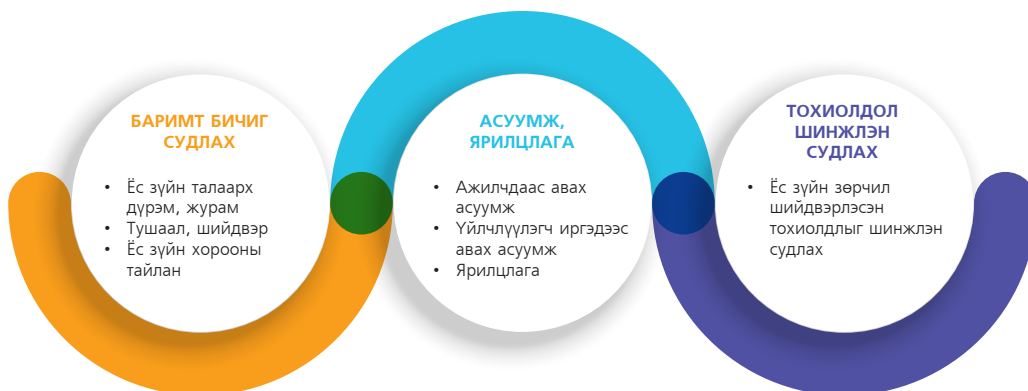 БАРИМТ БИЧИГ
СУДЛАХ
• Ёс зүйн талаарх
дүрэм, журам
• Тушаал, шийдвэр
• Ёс зүйн хорооны
тайлан
АСУУМЖ,
ЯРИЛЦЛАГА
• Ажилчдаас авах
асуумж
• Үйлчлүүлэгч иргэдээс
авах асуумж
• Ярилцлага
ТОХИОЛДОЛ
ШИНЖЛЭН
СУДЛАХ
• Ёс зүйн зөрчил
шийдвэрлэсэн
тохиолдлыг шинжлэн
судлах